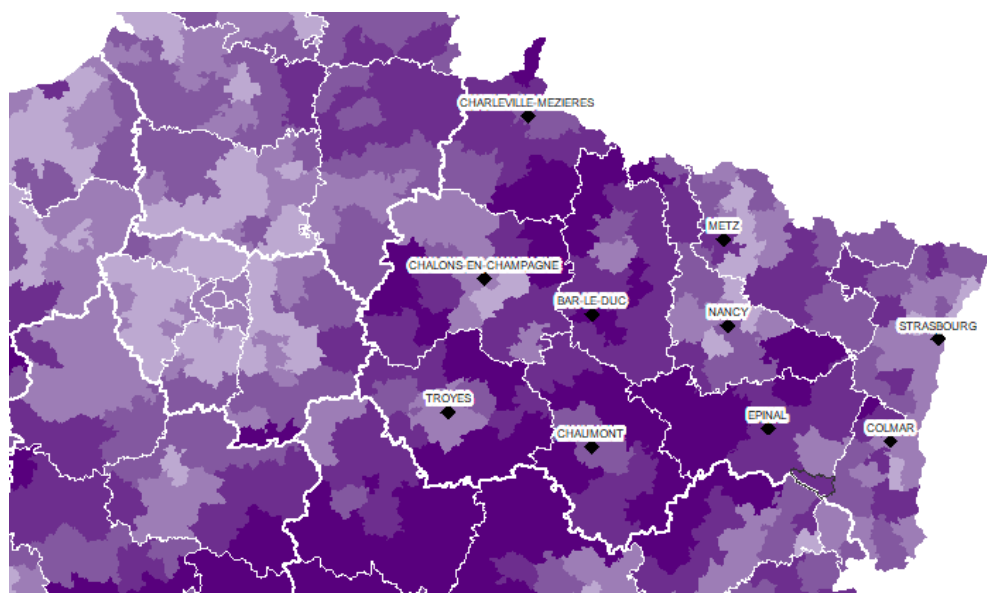 CHARLEVILLE-MEZIERES
METZ
CHALONS-EN-CHAMPAGNE
BAR-LE-DUC
NANCY
STRASBOURG
TROYES
EPINAL
COLMAR
CHAUMONT